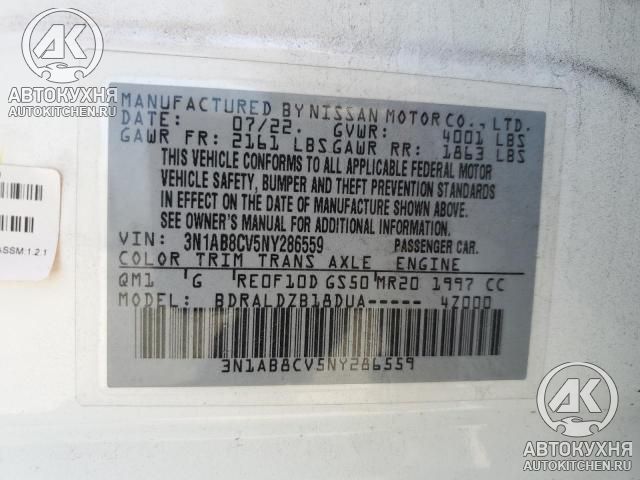 AK
АВТОКУХНЯ
AUTOKITCHEN.RU
MANUFACTURED BY NISSAN MOTOR CO., LTD.
DATE: 07/22. GVWR: 4001 LBS
GAWR FR: 2161 LBS GAWR RR: 1863 LBS
THIS VEHICLE CONFORMS TO ALL APPLICABLE FEDERAL MOTOR
VEHICLE SAFETY, BUMPER AND THEFT PREVENTION STANDARDS
IN EFFECT ON THE DATE OF MANUFACTURE SHOWN ABOVE.
SEE OWNER'S MANUAL FOR ADDITIONAL INFORMATION.
VIN: 3N1AB8CV5NY286559 PASSENGER CAR.
COLOR TRIM TRANS AXLE ENGINE
QM1 G RE0F10D GS50 MR20 1997 CC
MODEL: BDRALDZB18DUA----- 4Z000
3N1AB8CV5NY286559
ASSM:1.2.1
AK
АВТОКУХНЯ
AUTOKITCHEN.RU